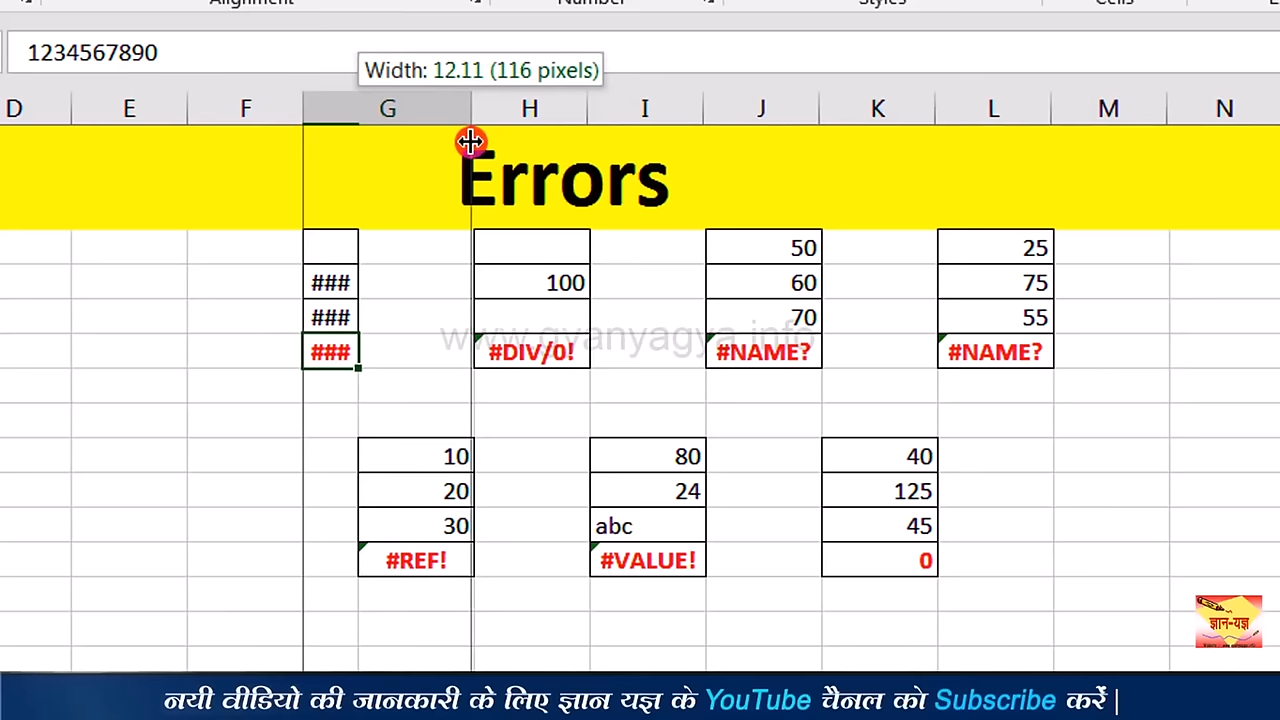 Alignment Number Styles Cells
1234567890
Width: 12.11 (116 pixels)
D E F G H I J K L M N
Errors
50 25
### 100 60 75
### 70 55
www.gyanyagya.info
### #DIV/0! #NAME? #NAME?
10 80 40
20 24 125
30 abc 45
#REF! #VALUE! 0
ज्ञान-यज्ञ
नयी वीडियो की जानकारी के लिए ज्ञान यज्ञ के YouTube चैनल को Subscribe करें |